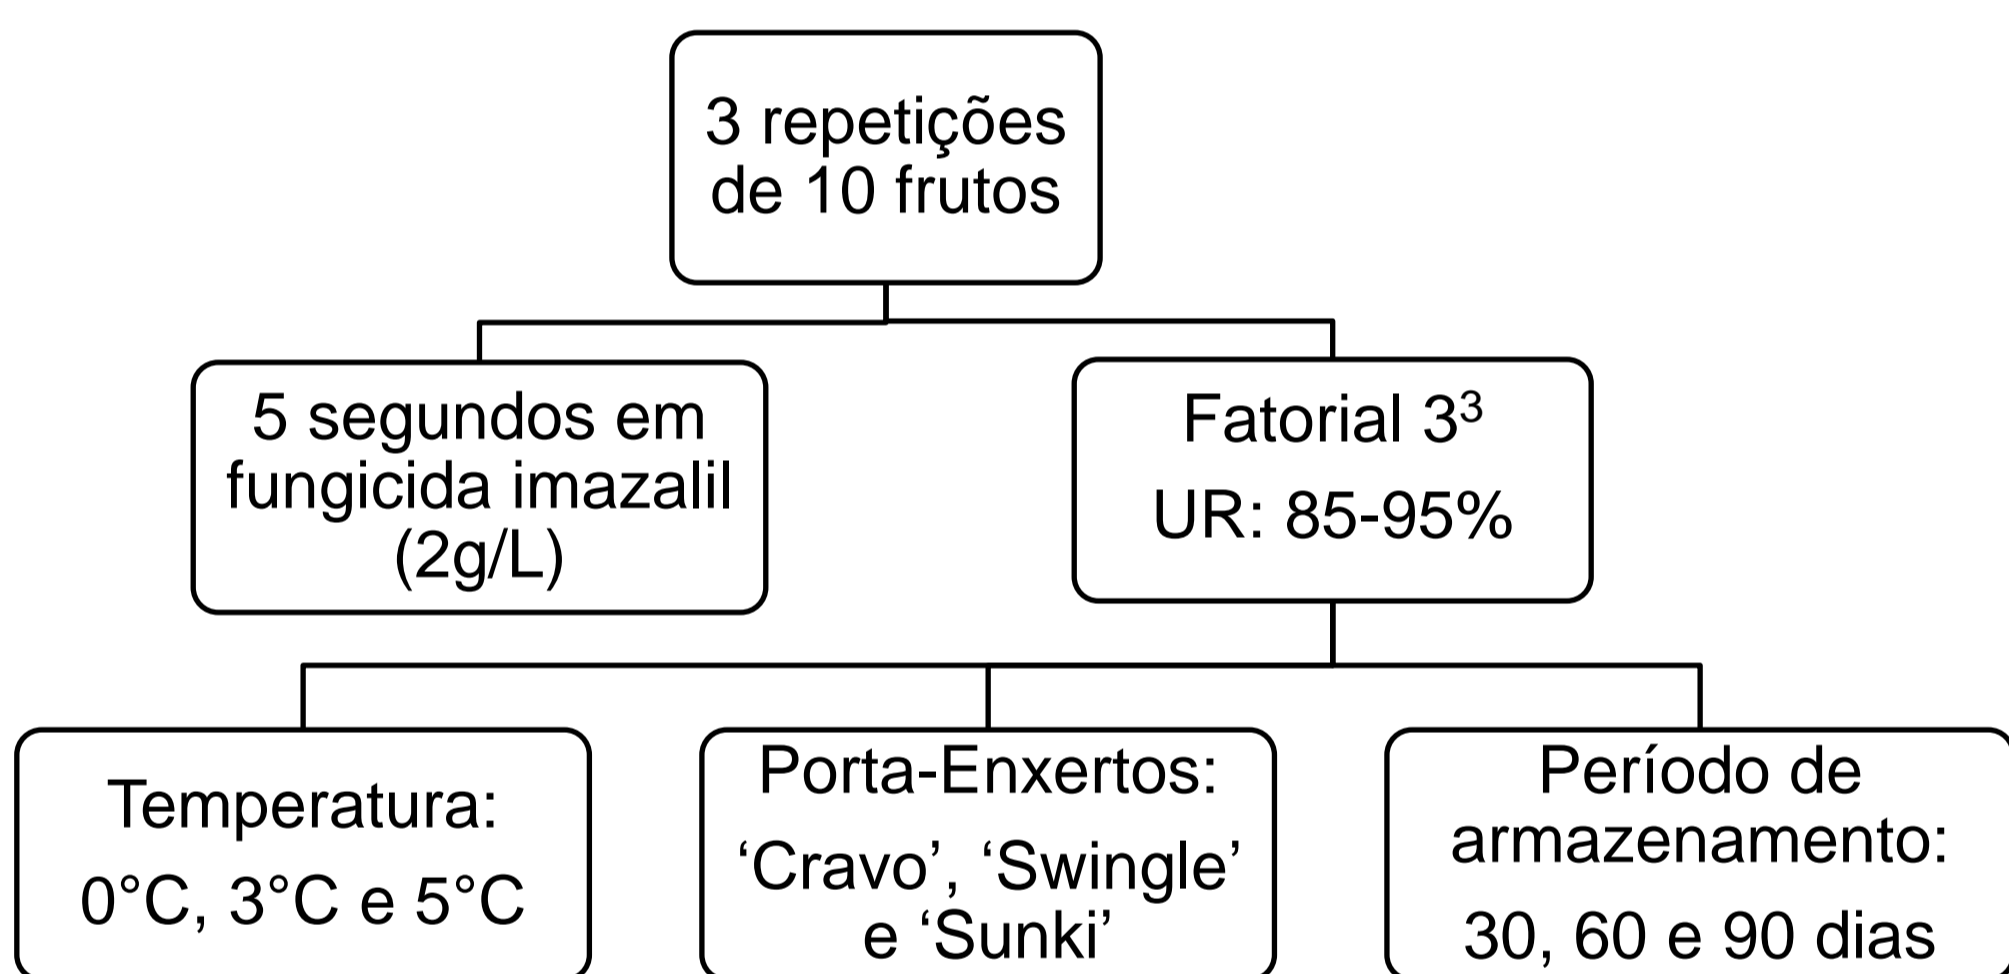 3 repetições
de 10 frutos
5 segundos em
fungicida imazalil
(2g/L)
Fatorial 3³
UR: 85-95%
Temperatura:
0°C, 3°C e 5°C
Porta-Enxertos:
‘Cravo’, ‘Swingle’
e ‘Sunki’
Período de
armazenamento:
30, 60 e 90 dias